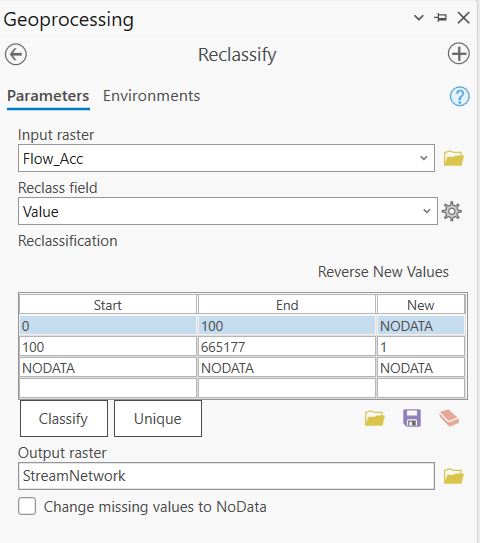 Geoprocessing
Reclassify
Parameters Environments
Input raster
Flow_Acc
Reclass field
Value
Reclassification
Reverse New Values
Start End New
0 100 NODATA
100 665177 1
NODATA NODATA NODATA
Classify Unique
Output raster
StreamNetwork
Change missing values to NoData